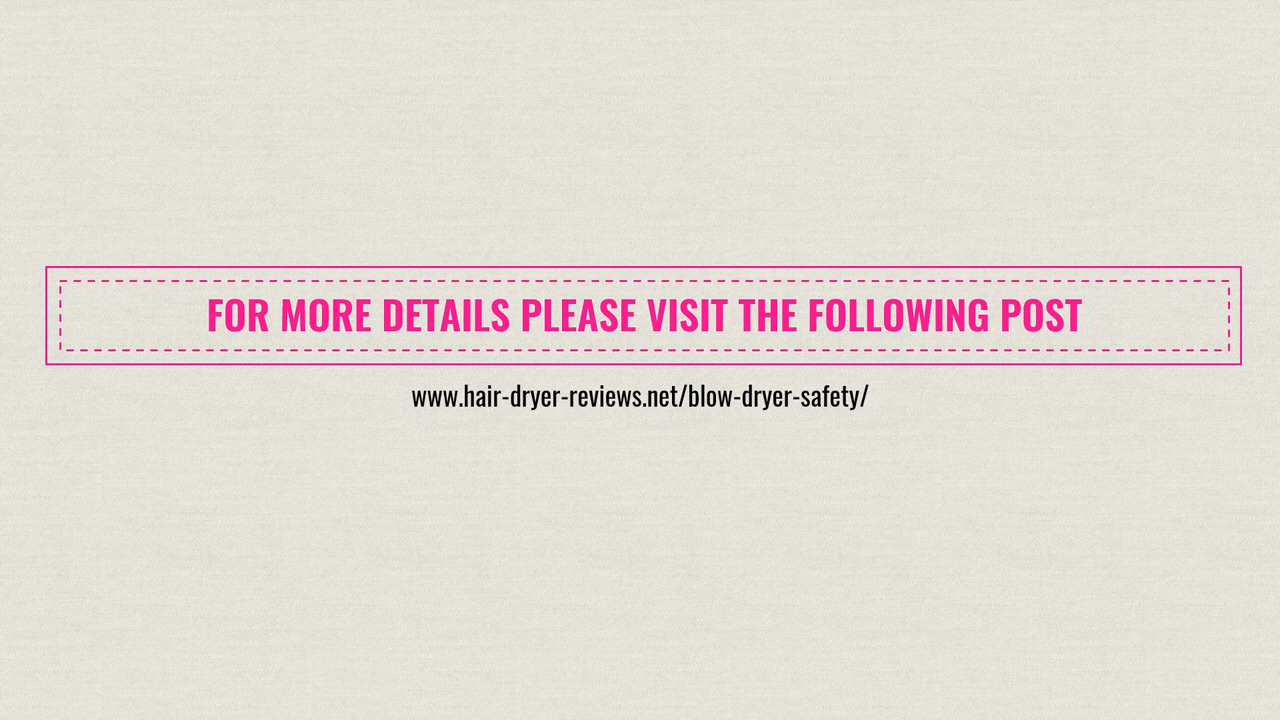 FOR MORE DETAILS PLEASE VISIT THE FOLLOWING POST
www.hair-dryer-reviews.net/blow-dryer-safety/